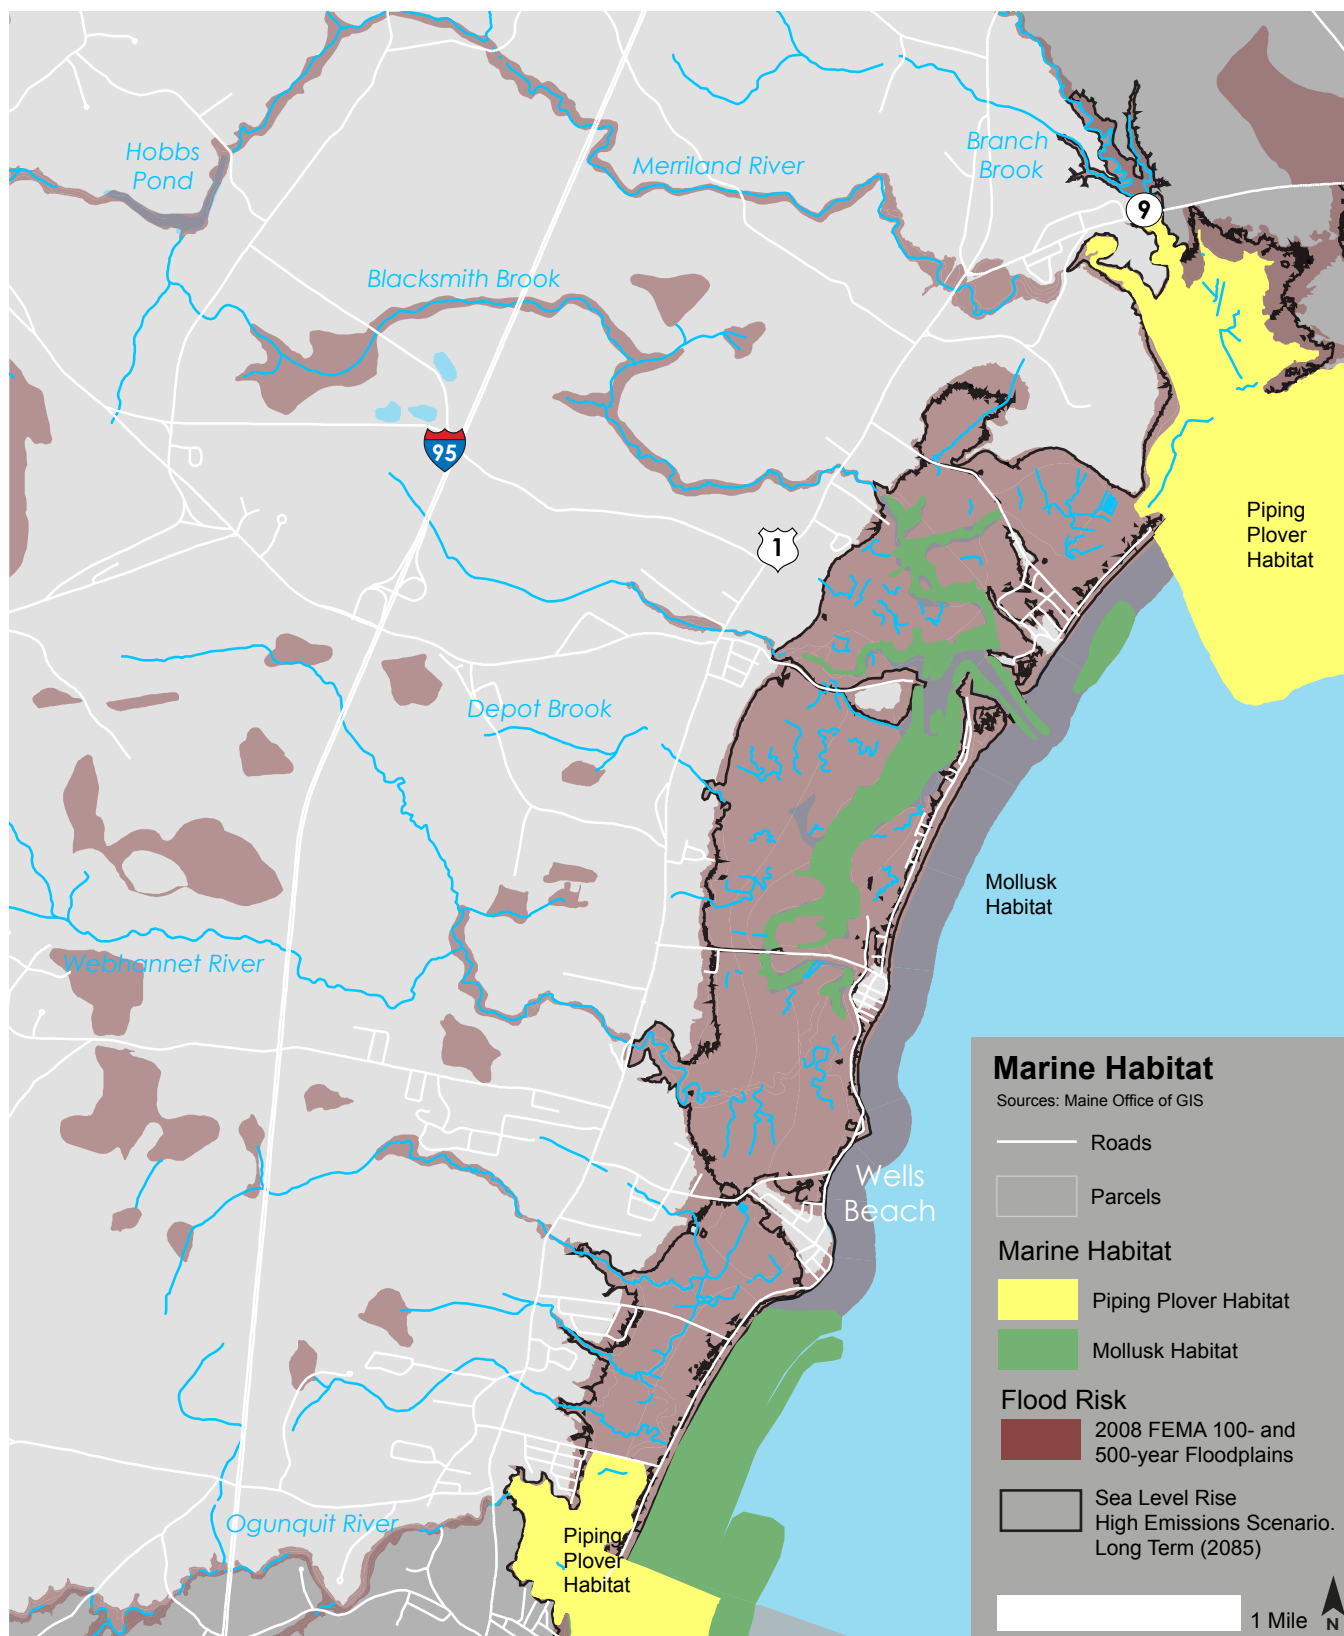 Hobbs
Pond
Merriland River
Branch
Brook
9
Blacksmith Brook
95
1
Piping
Plover
Habitat
Depot Brook
Mollusk
Habitat
Webhannet River
Wells
Beach
Ogunquit River
Piping
Plover
Habitat
Marine Habitat
Sources: Maine Office of GIS
Roads
Parcels
Marine Habitat
Piping Plover Habitat
Mollusk Habitat
Flood Risk
2008 FEMA 100- and
500-year Floodplains
Sea Level Rise
High Emissions Scenario.
Long Term (2085)
1 Mile
N